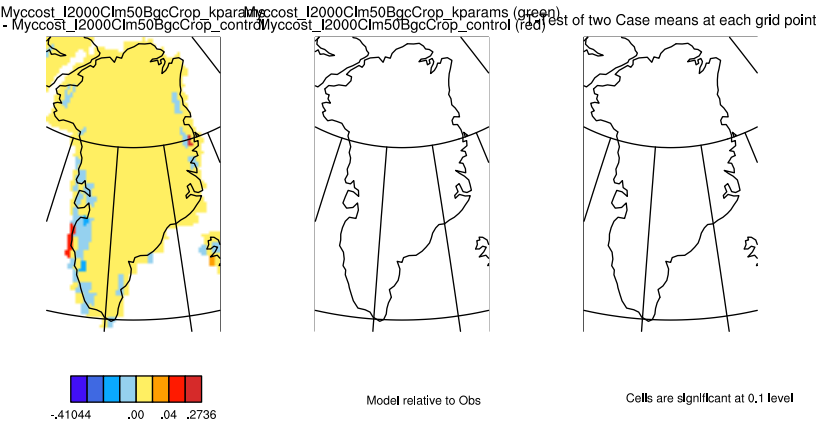 Myccost_I2000Clm50BgcCrop_kparams
- Myccost_I2000Clm50BgcCrop_control
Myccost_I2000Clm50BgcCrop_kparams (green)
Myccost_I2000Clm50BgcCrop_control (red)
T-Test of two Case means at each grid point
-.41044 .00 .04 .2736
Model relative to Obs
Cells are significant at 0.1 level